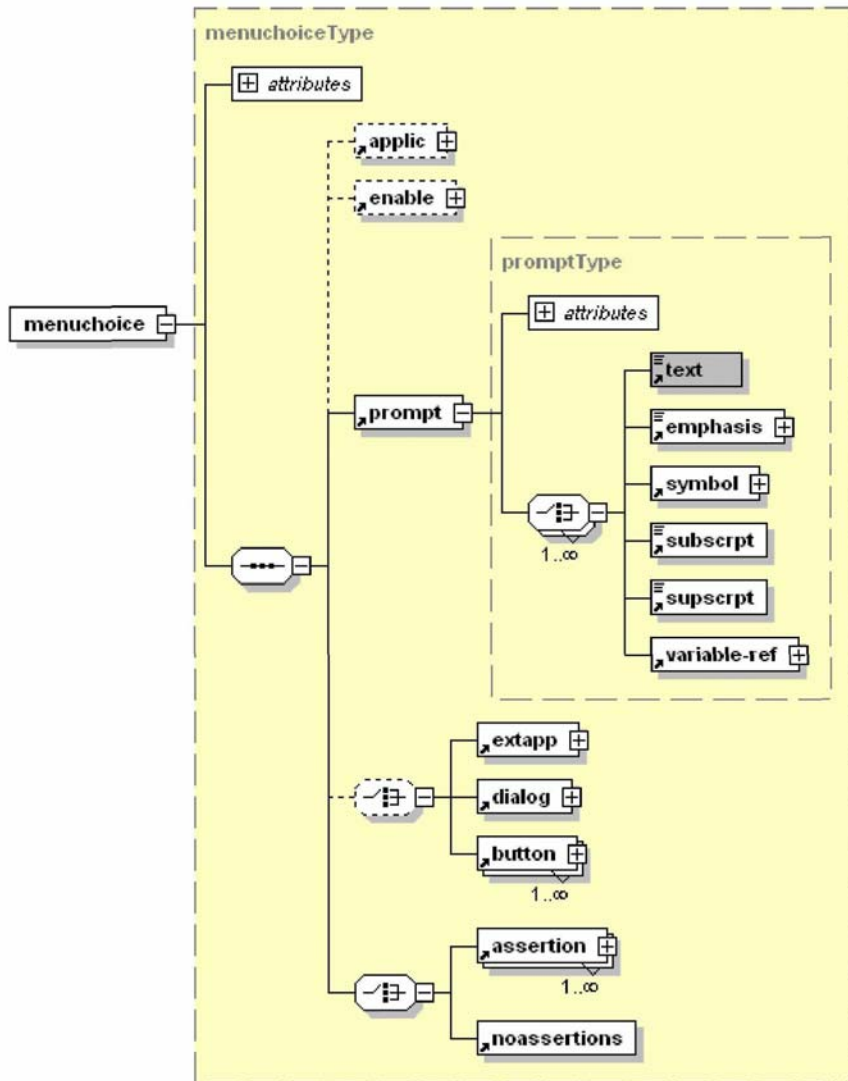 menuchoiceType
attributes
applic
enable
promptType
menuchoice
attributes
text
prompt
emphasis
symbol
1..∞
subscrpt
supscrpt
variable-ref
extapp
dialog
button
1..∞
assertion
1..∞
noassertions